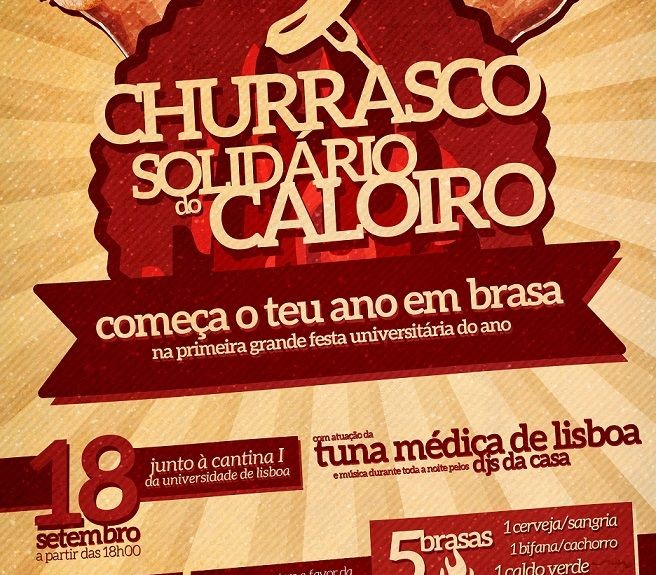 CHURRASCO
SOLIDÁRIO
do CALOIRO
começa o teu ano em brasa
na primeira grande festa universitária do ano
18
setembro
a partir das 18h00
junto à cantina I
da universidade de lisboa
com atuação da
tuna médica de lisboa
e música durante toda a noite pelos djs da casa
5 brasas
1 cerveja/sangria
1 bifana/cachorro
1 caldo verde
a favor da